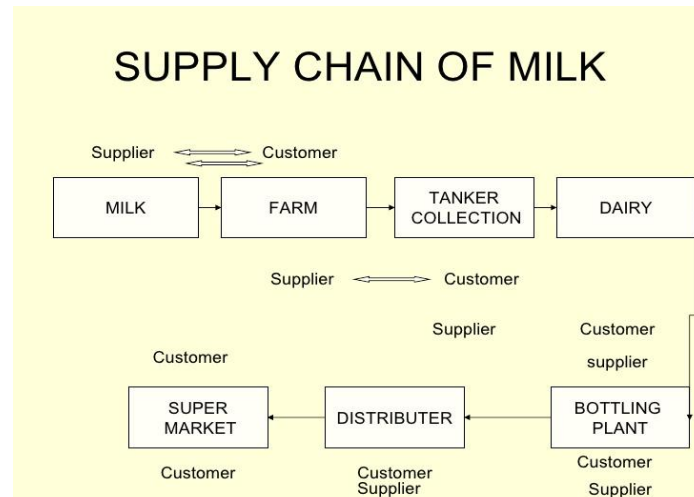 SUPPLY CHAIN OF MILK
Supplier Customer
MILK FARM TANKER COLLECTION DAIRY
Supplier Customer
Supplier Customer
Customer supplier
SUPER MARKET DISTRIBUTER BOTTLING PLANT
Customer Customer Customer
Supplier Supplier